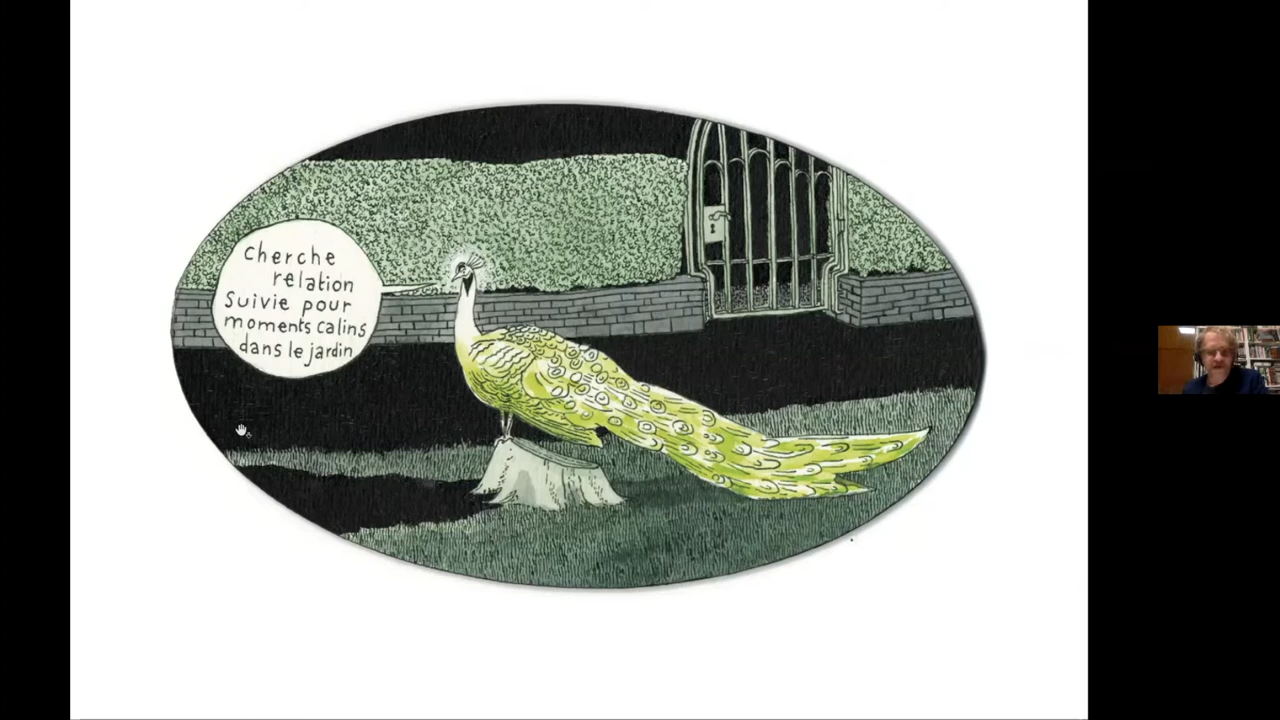 Cherche
relation
Suivie pour
moments calins
dans le jardin